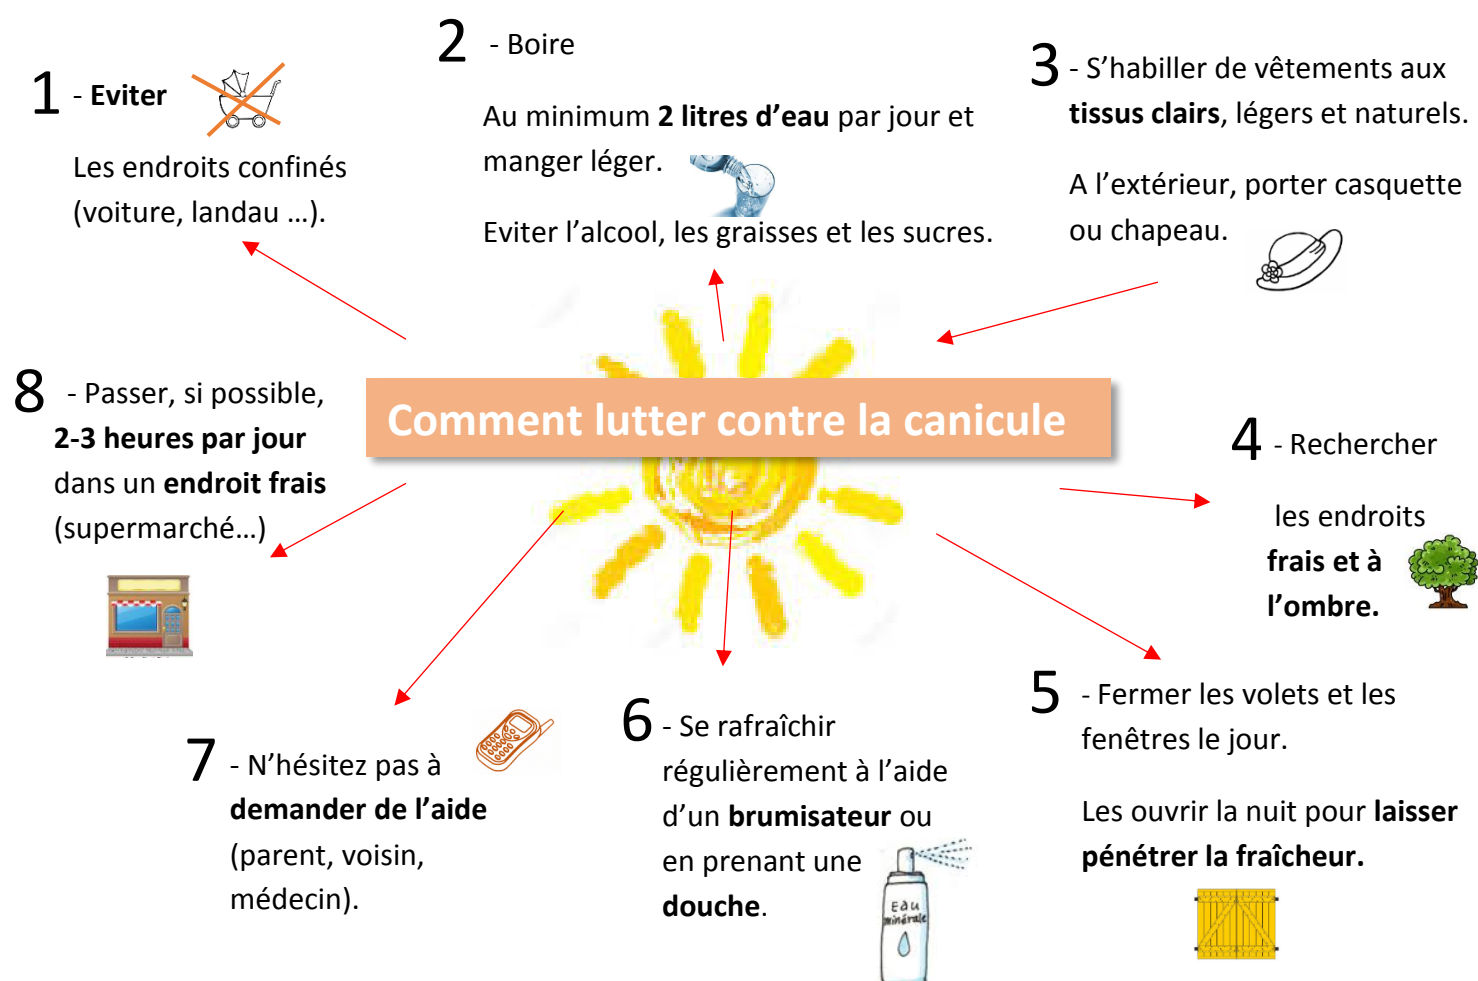 Comment lutter contre la canicule
1 - Eviter
Les endroits confinés
(voiture, landau …).
2 - Boire
Au minimum 2 litres d’eau par jour et
manger léger.
Eviter l’alcool, les graisses et les sucres.
3 - S’habiller de vêtements aux
tissus clairs, légers et naturels.
A l’extérieur, porter casquette
ou chapeau.
4 - Rechercher
les endroits
frais et à
l’ombre.
5 - Fermer les volets et les
fenêtres le jour.
Les ouvrir la nuit pour laisser
pénétrer la fraîcheur.
6 - Se rafraîchir
régulièrement à l’aide
d’un brumisateur ou
en prenant une
douche.
Eau
minérale
7 - N’hésitez pas à
demander de l’aide
(parent, voisin,
médecin).
8 - Passer, si possible,
2-3 heures par jour
dans un endroit frais
(supermarché…)